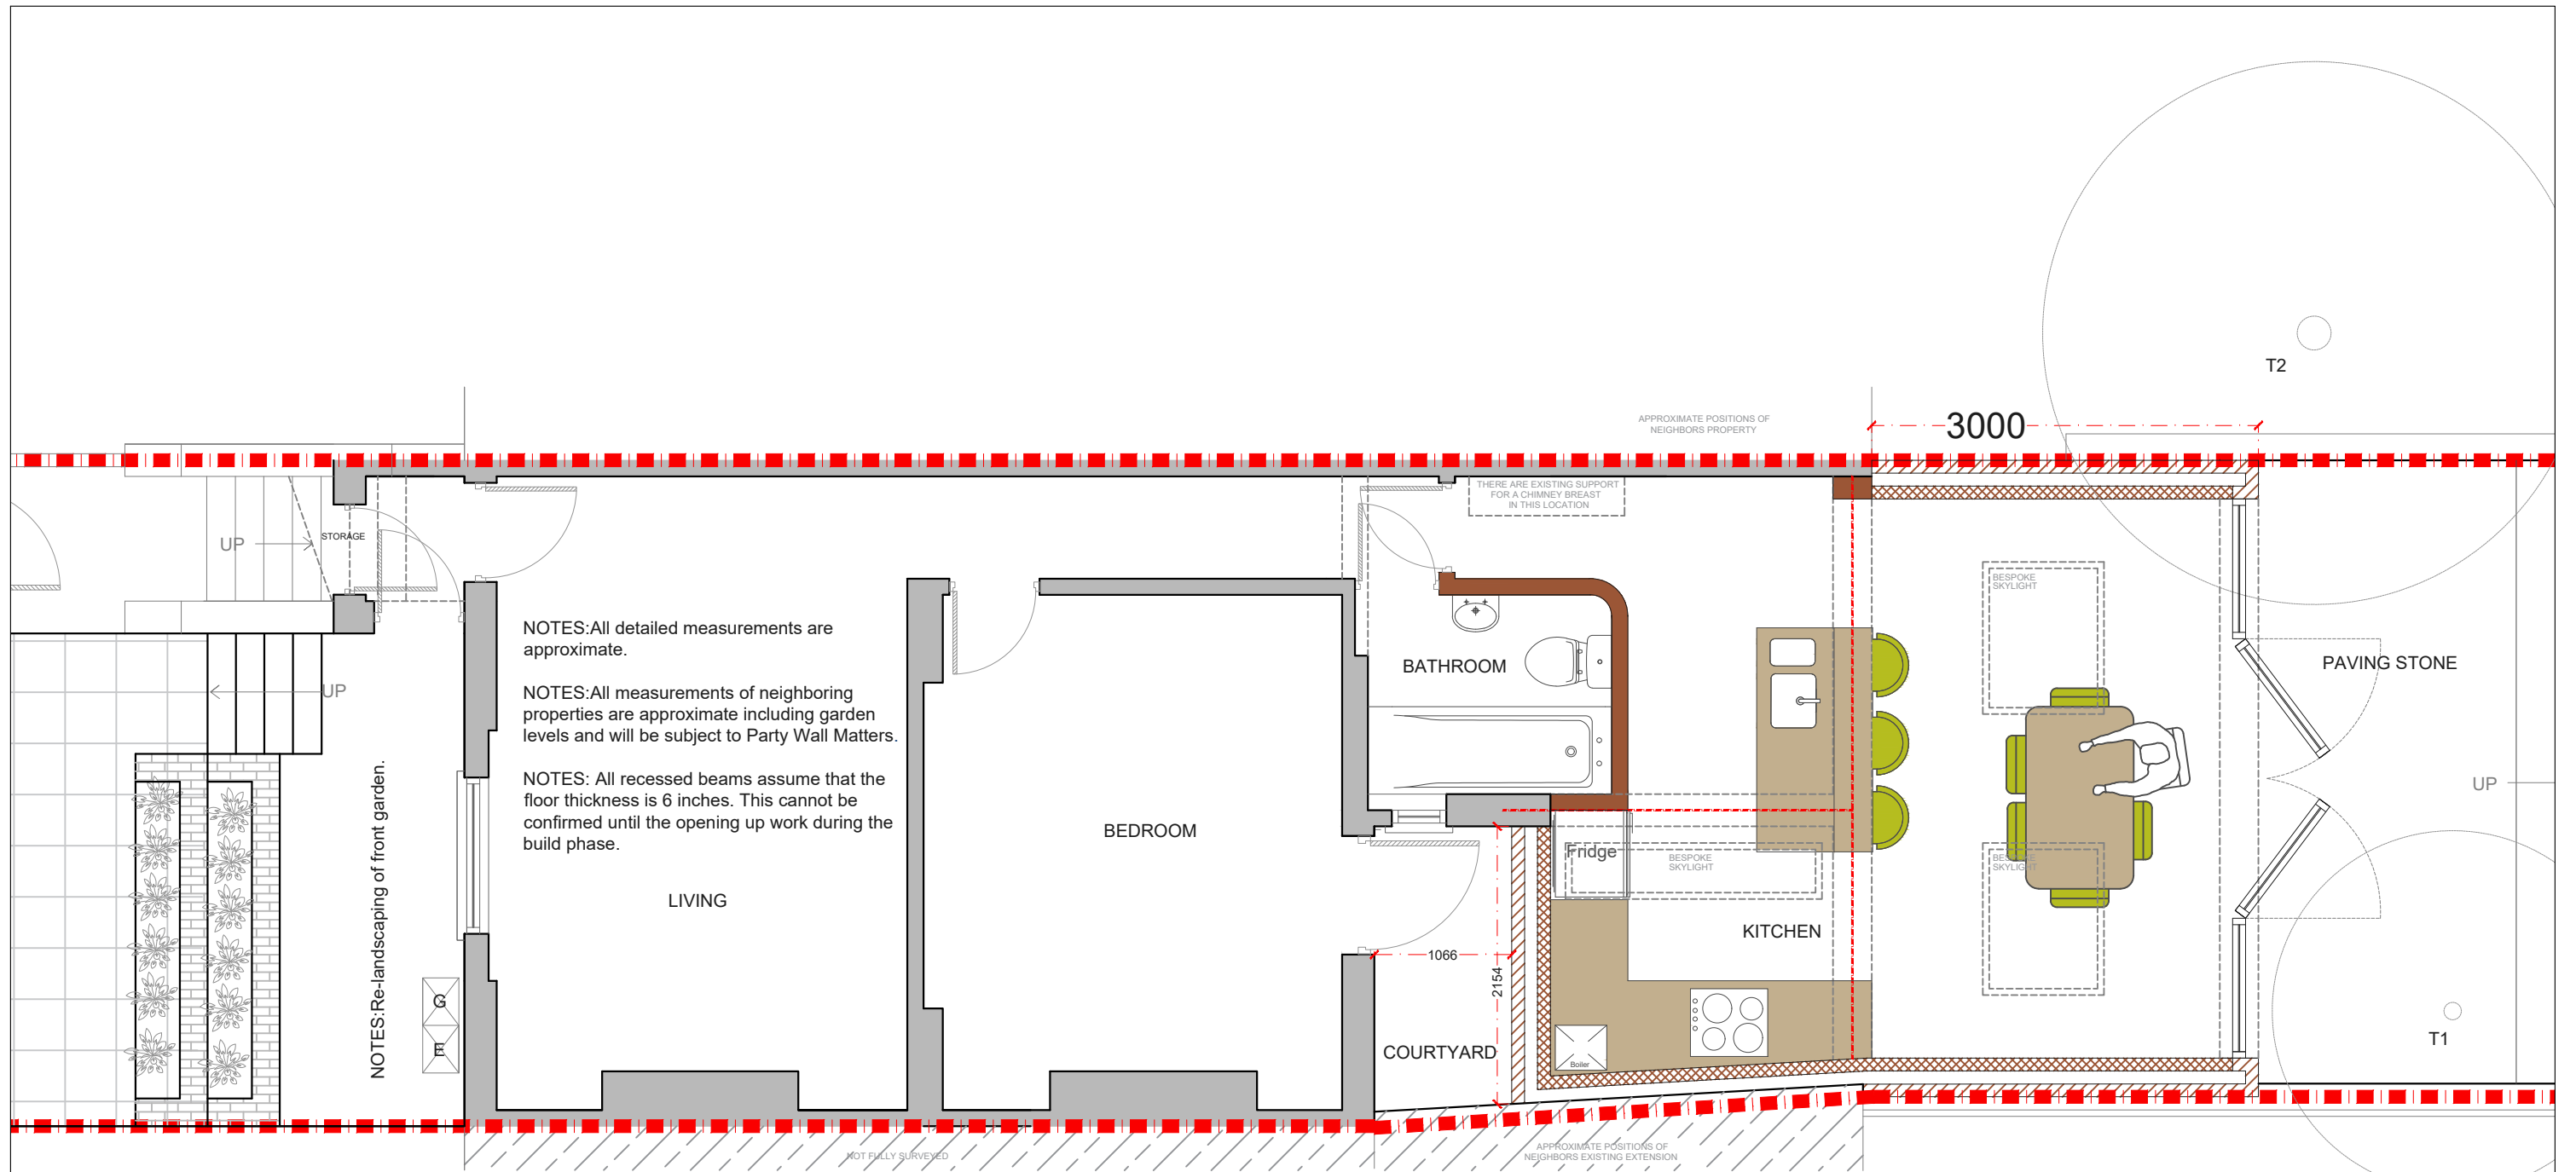 T2
APPROXIMATE POSITIONS OF
NEIGHBORS PROPERTY
3000
THERE ARE EXISTING SUPPORT
FOR A CHIMNEY BREAST
IN THIS LOCATION
UP
STORAGE
BESPOKE
SKYLIGHT
NOTES:All detailed measurements are
approximate.
BATHROOM
PAVING STONE
UP
NOTES:All measurements of neighboring
properties are approximate including garden
levels and will be subject to Party Wall Matters.
NOTES: All recessed beams assume that the
floor thickness is 6 inches. This cannot be
confirmed until the opening up work during the
build phase.
UP
BEDROOM
Fridge
BESPOKE
SKYLIGHT
BESPOKE
SKYLIGHT
LIVING
KITCHEN
NOTES:Re-landscaping of front garden.
1066
2154
G
E
COURTYARD
Boiler
T1
NOT FULLY SURVEYED
APPROXIMATE POSITIONS OF
NEIGHBORS EXISTING EXTENSION